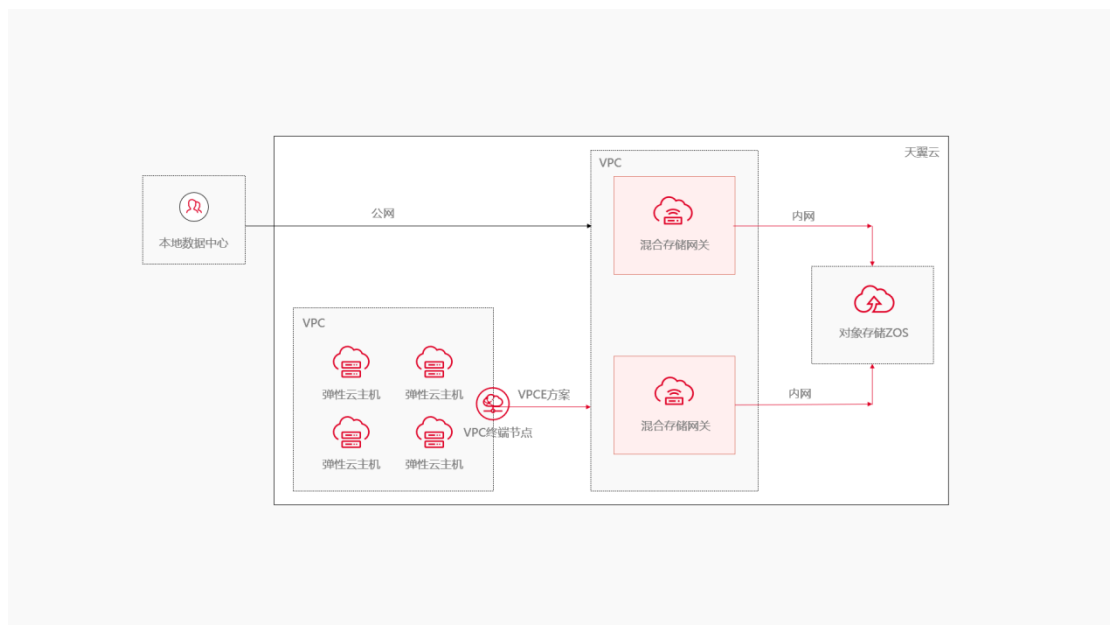 天翼云
VPC
本地数据中心
公网
混合存储网关
内网
对象存储ZOS
VPC
弹性云主机
弹性云主机
弹性云主机
弹性云主机
VPC终端节点
VPCE方案
混合存储网关
内网